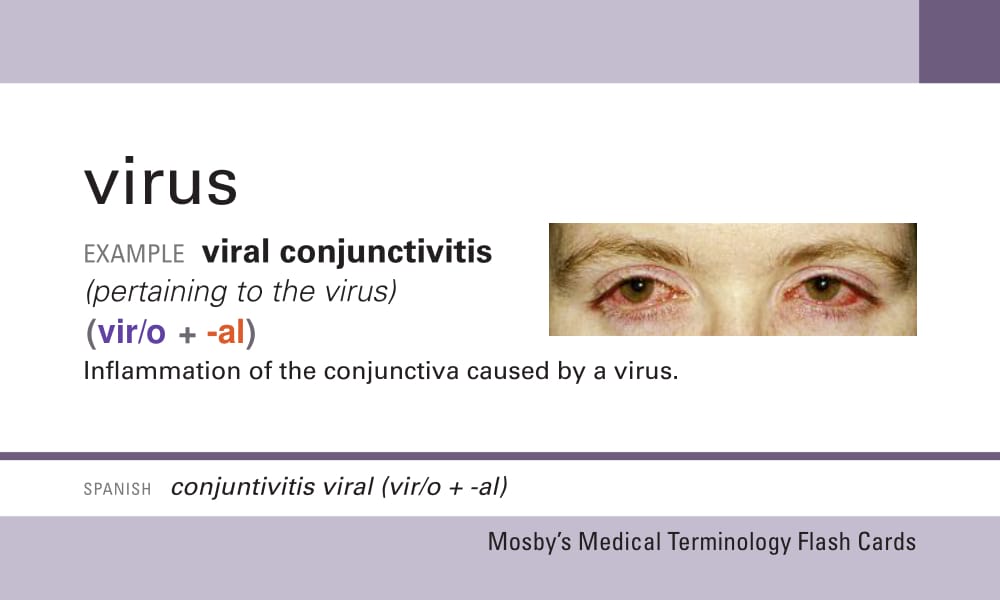 virus
EXAMPLE viral conjunctivitis
(pertaining to the virus)
(vir/o + -al)
Inflammation of the conjunctiva caused by a virus.
SPANISH conjuntivitis viral (vir/o + -al)
Mosby’s Medical Terminology Flash Cards